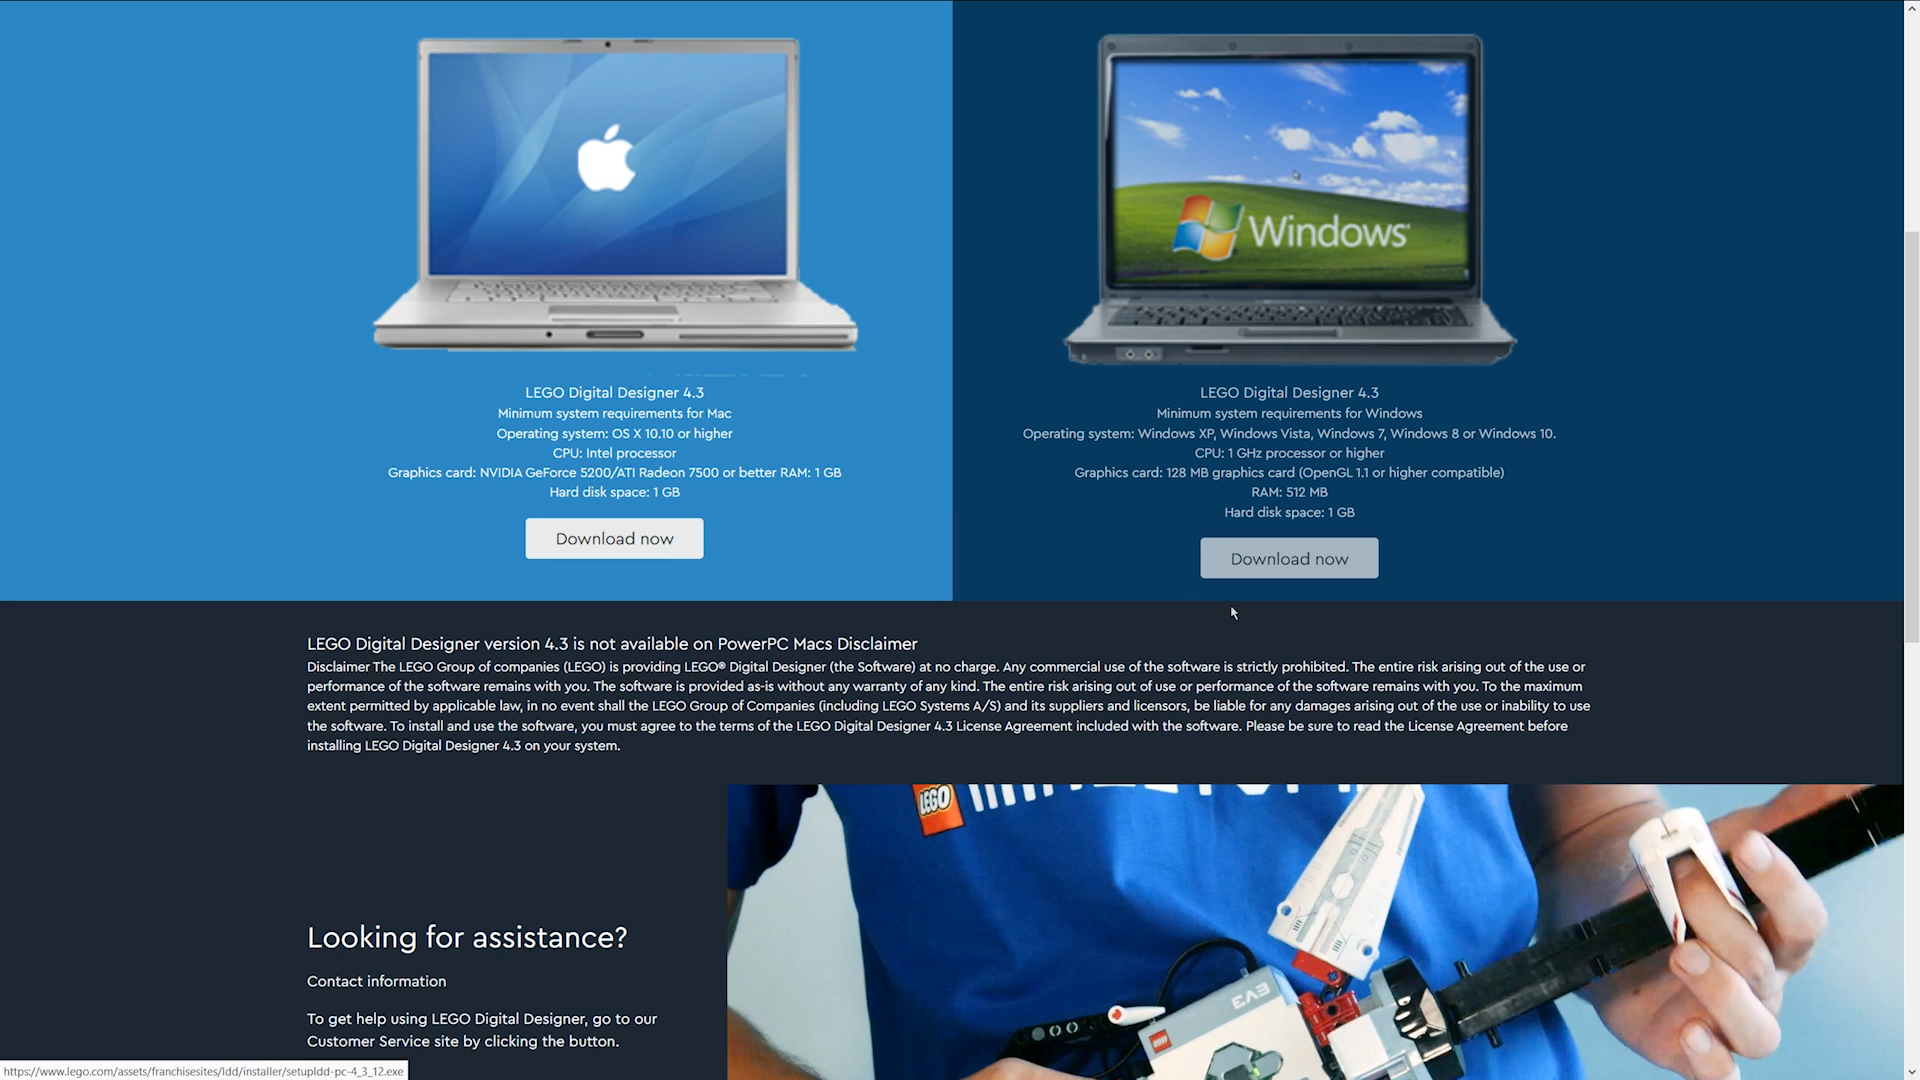 Windows
LEGO Digital Designer 4.3
Minimum system requirements for Mac
Operating system: OS X 10.10 or higher
CPU: Intel processor
Graphics card: NVIDIA GeForce 5200/ATI Radeon 7500 or better RAM: 1 GB
Hard disk space: 1 GB
Download now
LEGO Digital Designer 4.3
Minimum system requirements for Windows
Operating system: Windows XP, Windows Vista, Windows 7, Windows 8 or Windows 10.
CPU: 1 GHz processor or higher
Graphics card: 128 MB graphics card (OpenGL 1.1 or higher compatible)
RAM: 512 MB
Hard disk space: 1 GB
Download now
LEGO Digital Designer version 4.3 is not available on PowerPC Macs Disclaimer
Disclaimer The LEGO Group of companies (LEGO) is providing LEGO® Digital Designer (the Software) at no charge. Any commercial use of the software is strictly prohibited. The entire risk arising out of the use or
performance of the software remains with you. The software is provided as-is without any warranty of any kind. The entire risk arising out of use or performance of the software remains with you. To the maximum
extent permitted by applicable law, in no event shall the LEGO Group of Companies (including LEGO Systems A/S) and its suppliers and licensors, be liable for any damages arising out of the use or inability to use
the software. To install and use the software, you must agree to the terms of the LEGO Digital Designer 4.3 License Agreement included with the software. Please be sure to read the License Agreement before
installing LEGO Digital Designer 4.3 on your system.
LEGO
EV3
LEGO
Looking for assistance?
Contact information
To get help using LEGO Digital Designer, go to our
Customer Service site by clicking the button.
https://www.lego.com/assets/franchisesites/ldd/installer/setupldd-pc-4_3_12.exe